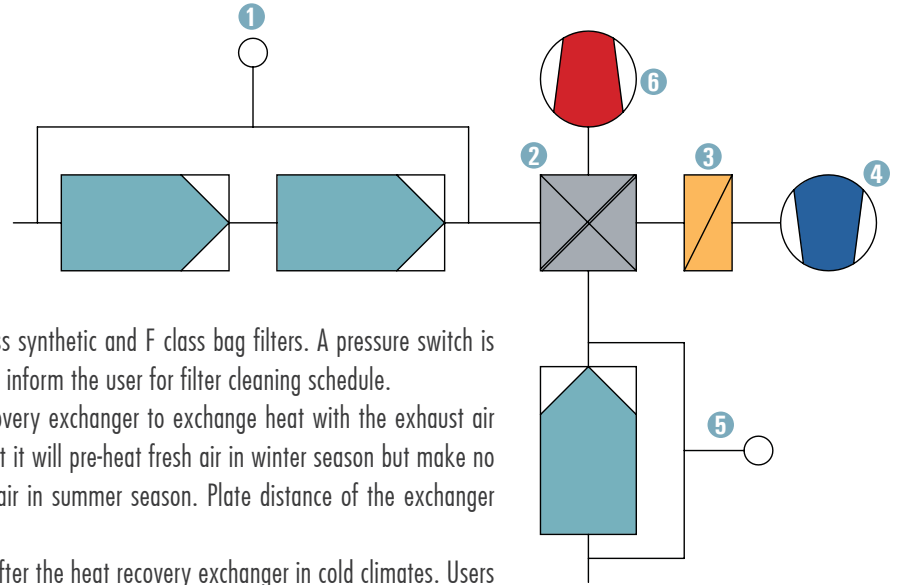 1
6
2
3
4
ss synthetic and F class bag filters. A pressure switch is
inform the user for filter cleaning schedule.
overy exchanger to exchange heat with the exhaust air
t it will pre-heat fresh air in winter season but make no
5
air in summer season. Plate distance of the exchanger
fter the heat recovery exchanger in cold climates. Users